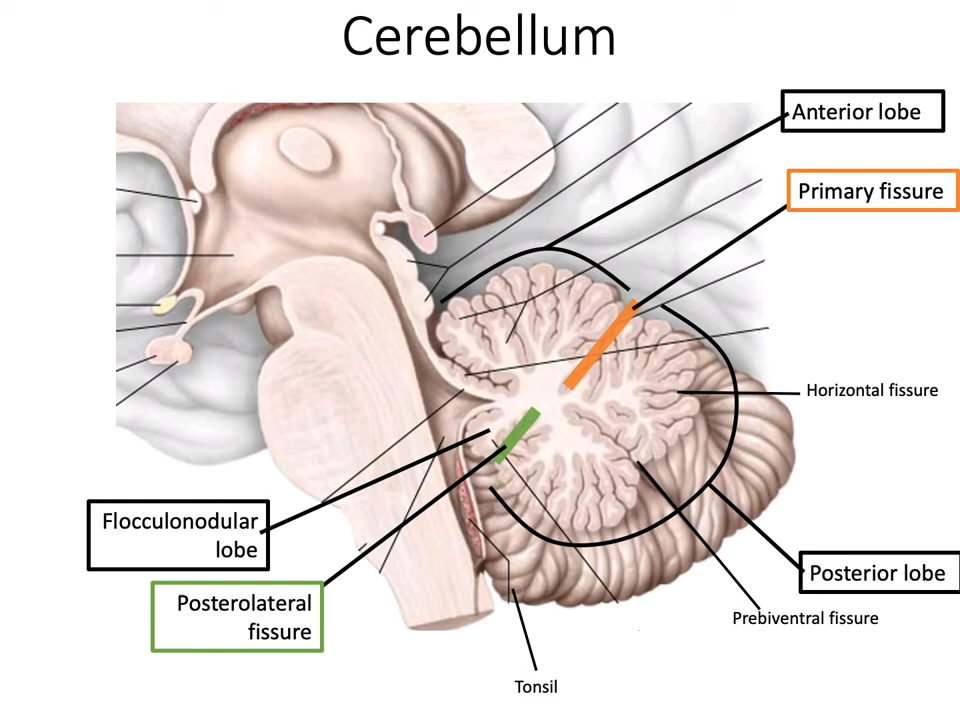 Cerebellum
Anterior lobe
Primary fissure
Horizontal fissure
Flocculonodular
lobe
Posterior lobe
Posterolateral
fissure
Prebiventral fissure
Tonsil